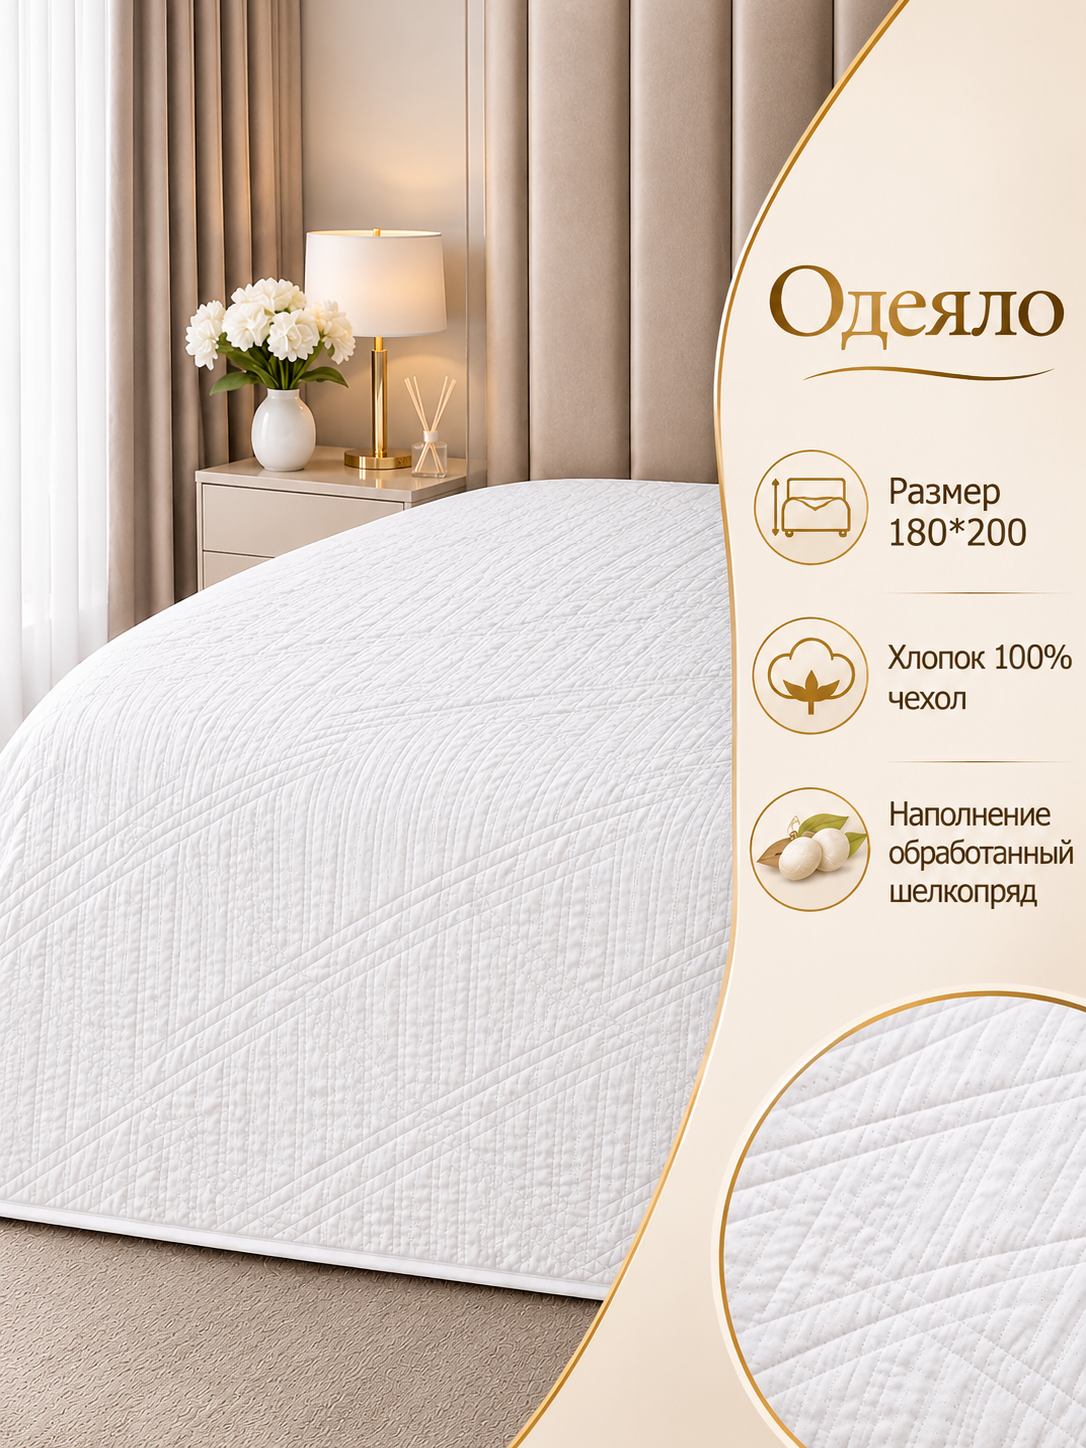 Одеяло
Размер
180*200
Хлопок 100%
чехол
Наполнение
обработанный
шелкопряд